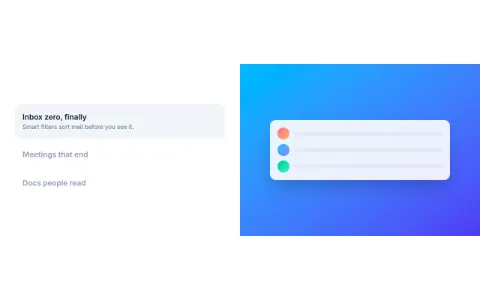 Inbox zero, finally
Smart filters sort mail before you see it.
Meetings that end
Docs people read